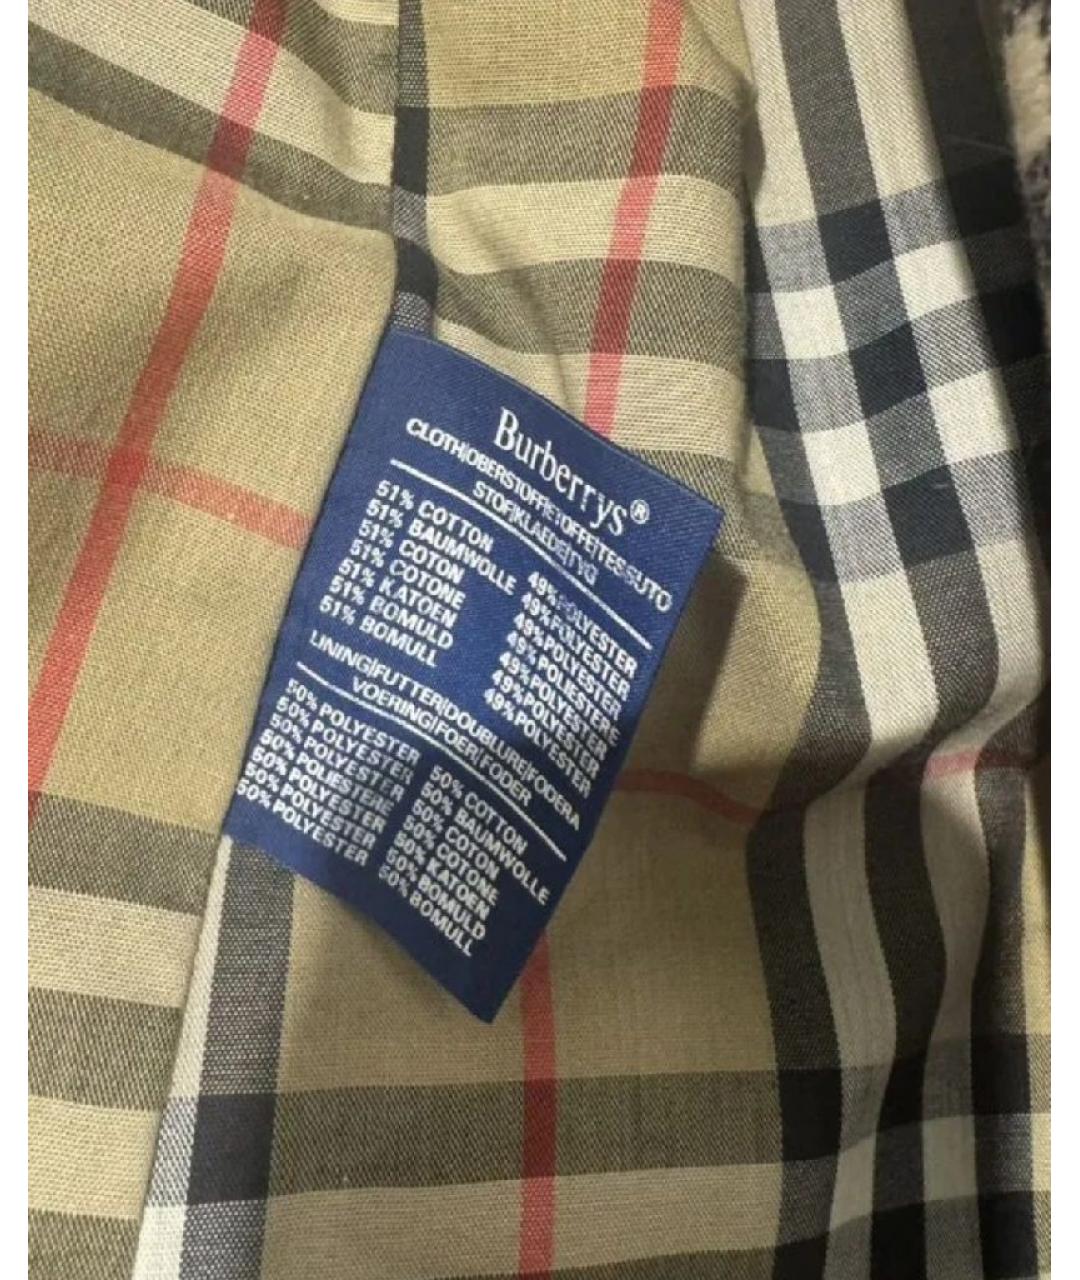 Burberrys®
CLOTH|OBERSTOFF|ETOFFE|TESSUTO
STOF|KLAEDE|TYG
51% COTTON 49% POLYESTER
51% BAUMWOLLE 49% POLYESTER
51% COTON 49% POLYESTER
51% COTONE 49% POLIESTERE
51% KATOEN 49% POLYESTER
51% BOMULD 49% POLYESTER
51% BOMULL 49% POLYESTER
LINING|FUTTER|DOUBLURE|FODERA
VOERING|FOER|FODER
50% POLYESTER 50% COTTON
50% POLYESTER 50% BAUMWOLLE
50% POLYESTER 50% COTON
50% POLIESTERE 50% COTONE
50% POLYESTER 50% KATOEN
50% POLYESTER 50% BOMULD
50% POLYESTER 50% BOMULL